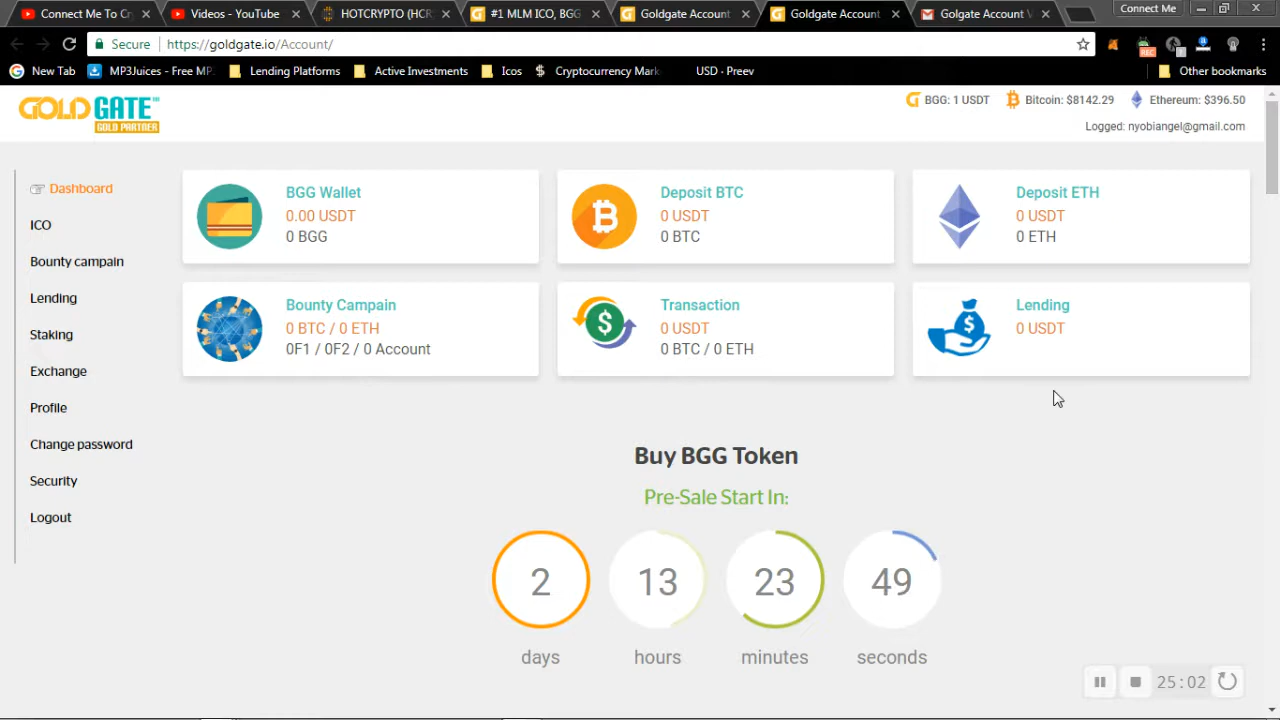 Connect Me To Cr
Videos - YouTube
HOTCRYPTO (HCR
#1 MLM ICO, BGG
Goldgate Account
Goldgate Account
Golgate Account V
Connect Me
Secure
https://goldgate.io/Account/
REC
1
New Tab
MP3Juices - Free MP
Lending Platforms
Active Investments
Icos
Cryptocurrency Mark
USD · Preev
Other bookmarks
GOLD GATE
GOLD PARTNER
BGG: 1 USDT
Bitcoin: $8142.29
Ethereum: $396.50
Logged: nyobiangel@gmail.com
Dashboard
ICO
Bounty campain
Lending
Staking
Exchange
Profile
Change password
Security
Logout
BGG Wallet
0.00 USDT
0 BGG
Deposit BTC
0 USDT
0 BTC
Deposit ETH
0 USDT
0 ETH
Bounty Campain
0 BTC / 0 ETH
0F1 / 0F2 / 0 Account
Transaction
0 USDT
0 BTC / 0 ETH
Lending
0 USDT
Buy BGG Token
Pre-Sale Start In:
2
13
23
49
days
hours
minutes
seconds
25:02